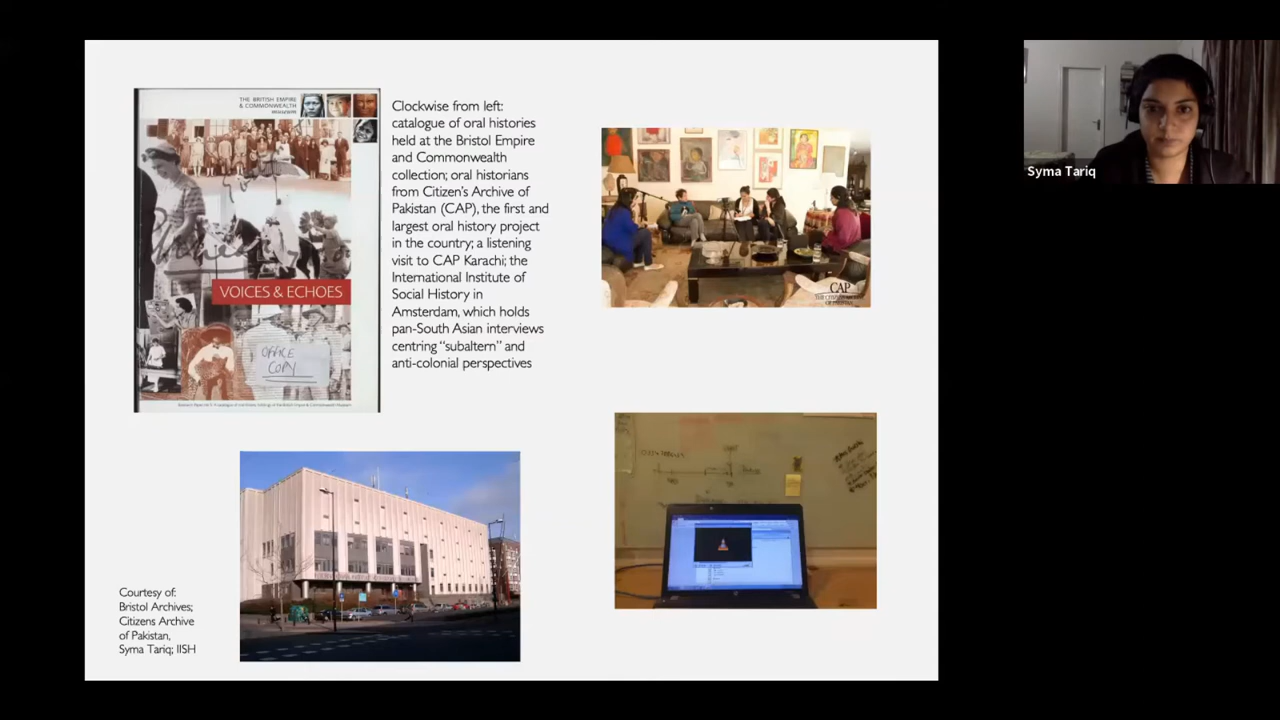 THE BRITISH EMPIRE
& COMMONWEALTH
museum
VOICES & ECHOES
OFFICE
COPY
Clockwise from left:
catalogue of oral histories
held at the Bristol Empire
and Commonwealth
collection; oral historians
from Citizen's Archive of
Pakistan (CAP), the first and
largest oral history project
in the country; a listening
visit to CAP Karachi; the
International Institute of
Social History in
Amsterdam, which holds
pan-South Asian interviews
centring "subaltern" and
anti-colonial perspectives
CAP
Courtesy of:
Bristol Archives;
Citizens Archive
of Pakistan,
Syma Tariq; IISH
Syma Tariq